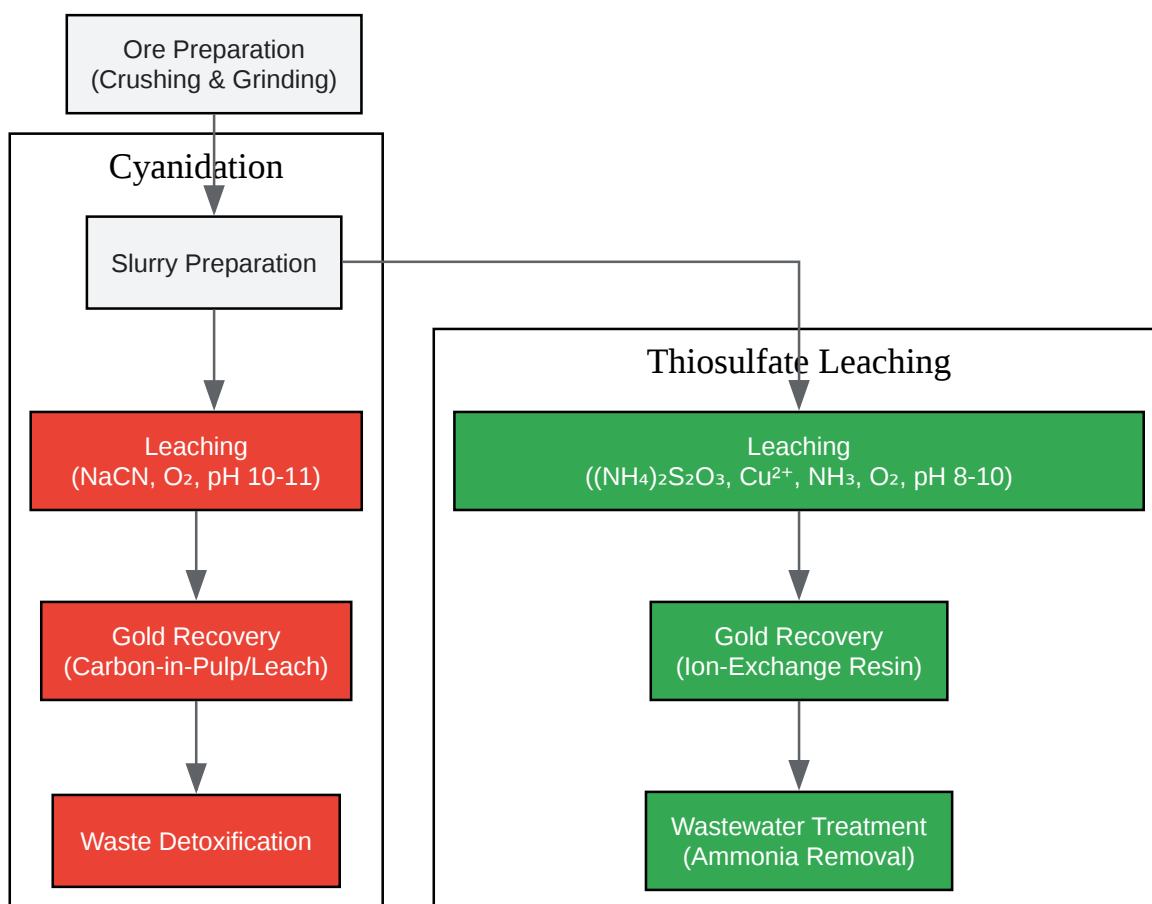 Ore Preparation
(Crushing & Grinding)
Cyanidation
Slurry Preparation
Leaching
(NaCN, O₂, pH 10-11)
Gold Recovery
(Carbon-in-Pulp/Leach)
Waste Detoxification
Thiosulfate Leaching
Leaching
((NH₄)₂S₂O₃, Cu²⁺, NH₃, O₂, pH 8-10)
Gold Recovery
(Ion-Exchange Resin)
Wastewater Treatment
(Ammonia Removal)